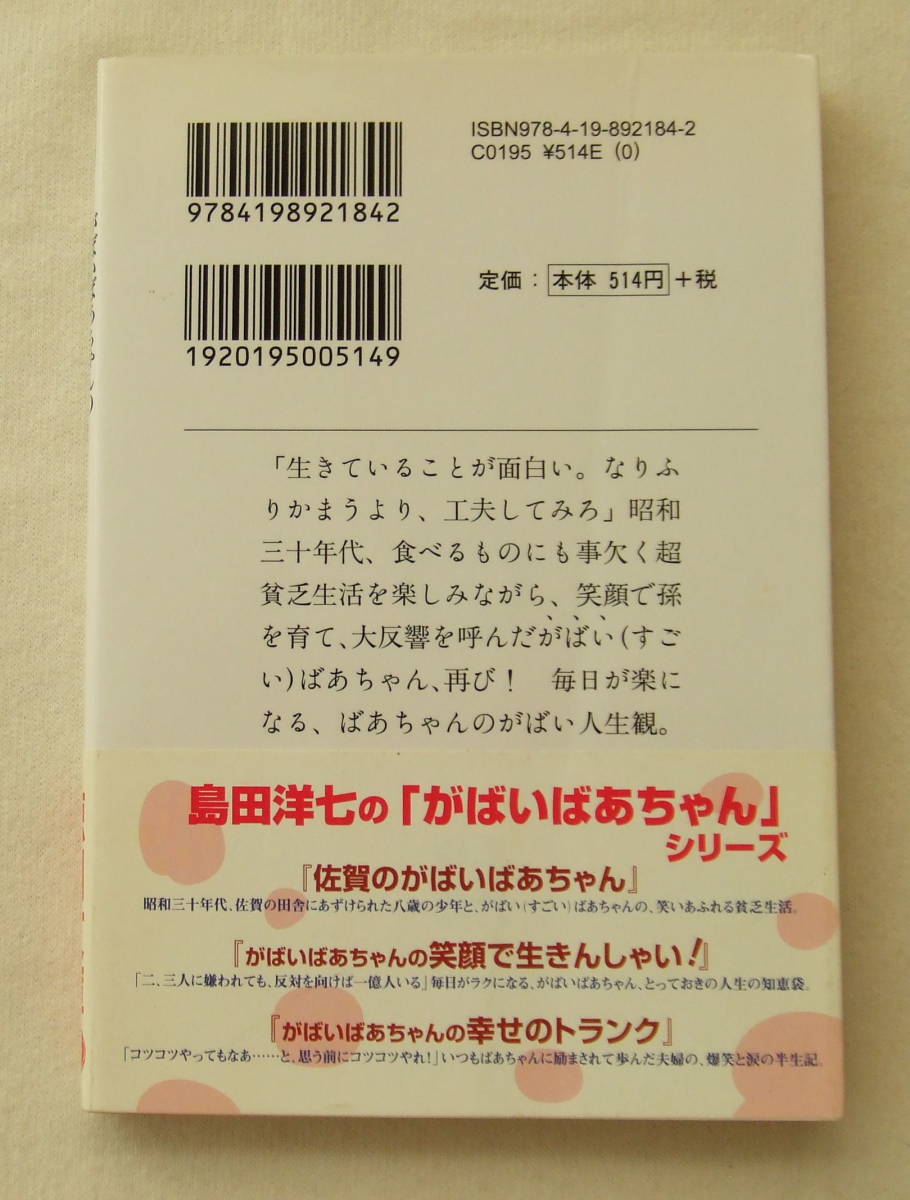 ISBN978-4-19-892184-2
C0195 ¥514E (0)
9784198921842
定価：本体 514円＋税
1920195005149
「生きていることが面白い。なりふ
りかまうより、工夫してみろ」昭和
三十年代、食べるものにも事欠く超
貧乏生活を楽しみながら、笑顔で孫
を育て、大反響を呼んだがばい(すご
い)ばあちゃん、再び！　毎日が楽に
なる、ばあちゃんのがばい人生観。
島田洋七の「がばいばあちゃん」
シリーズ
『佐賀のがばいばあちゃん』
昭和三十年代、佐賀の田舎にあずけられた八歳の少年と、がばい(すごい)ばあちゃんの、笑いあふれる貧乏生活。
『がばいばあちゃんの笑顔で生きんしゃい！』
「二、三人に嫌われても、反対を向けば一億人いる」毎日がラクになる、がばいばあちゃん、とっておきの人生の知恵袋。
『がばいばあちゃんの幸せのトランク』
「コツコツやってもなあ……と、思う前にコツコツやれ！」いつもばあちゃんに励まされて歩んだ夫婦の、爆笑と涙の半生記。